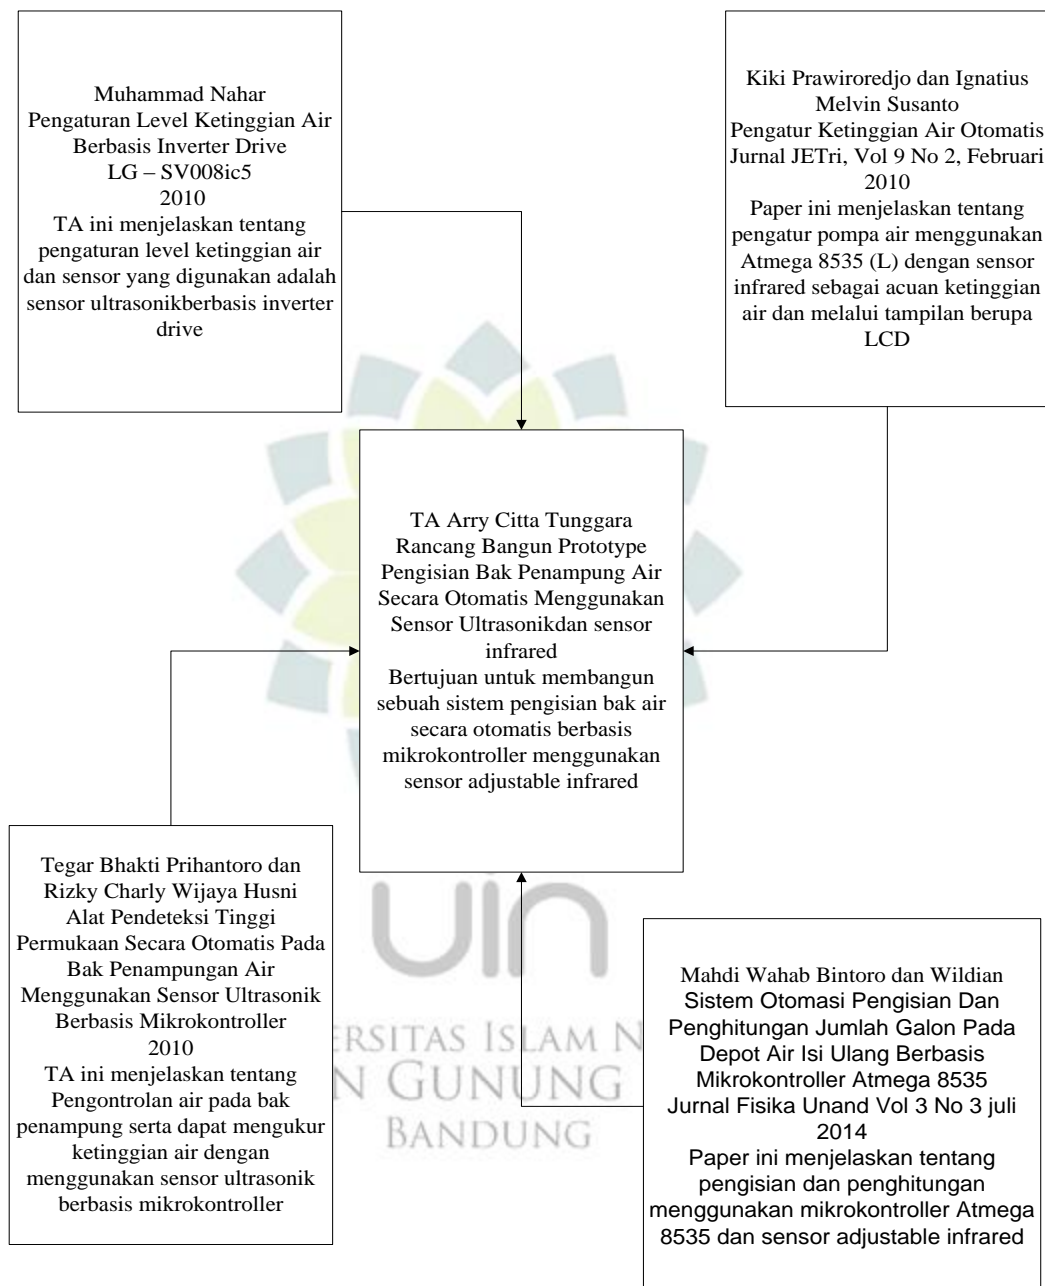 Muhammad Nahar
Pengaturan Level Ketinggian Air
Berbasis Inverter Drive
LG – SV008ic5
2010
TA ini menjelaskan tentang
pengaturan level ketinggian air
dan sensor yang digunakan adalah
sensor ultrasonikberbasis inverter
drive
Kiki Prawiroredjo dan Ignatius
Melvin Susanto
Pengatur Ketinggian Air Otomatis
Jurnal JETri, Vol 9 No 2, Februari
2010
Paper ini menjelaskan tentang
pengatur pompa air menggunakan
Atmega 8535 (L) dengan sensor
infrared sebagai acuan ketinggian
air dan melalui tampilan berupa
LCD
TA Arry Citta Tunggara
Rancang Bangun Prototype
Pengisian Bak Penampung Air
Secara Otomatis Menggunakan
Sensor Ultrasonikdan sensor
infrared
Bertujuan untuk membangun
sebuah sistem pengisian bak air
secara otomatis berbasis
mikrokontroller menggunakan
sensor adjustable infrared
Tegar Bhakti Prihantoro dan
Rizky Charly Wijaya Husni
Alat Pendeteksi Tinggi
Permukaan Secara Otomatis Pada
Bak Penampungan Air
Menggunakan Sensor Ultrasonik
Berbasis Mikrokontroller
2010
TA ini menjelaskan tentang
Pengontrolan air pada bak
penampung serta dapat mengukur
ketinggian air dengan
menggunakan sensor ultrasonik
berbasis mikrokontroller
Mahdi Wahab Bintoro dan Wildian
Sistem Otomasi Pengisian Dan
Penghitungan Jumlah Galon Pada
Depot Air Isi Ulang Berbasis
Mikrokontroller Atmega 8535
Jurnal Fisika Unand Vol 3 No 3 juli
2014
Paper ini menjelaskan tentang
pengisian dan penghitungan
menggunakan mikrokontroller Atmega
8535 dan sensor adjustable infrared
uin
ERSITAS ISLAM N
N GUNUNG
BANDUNG